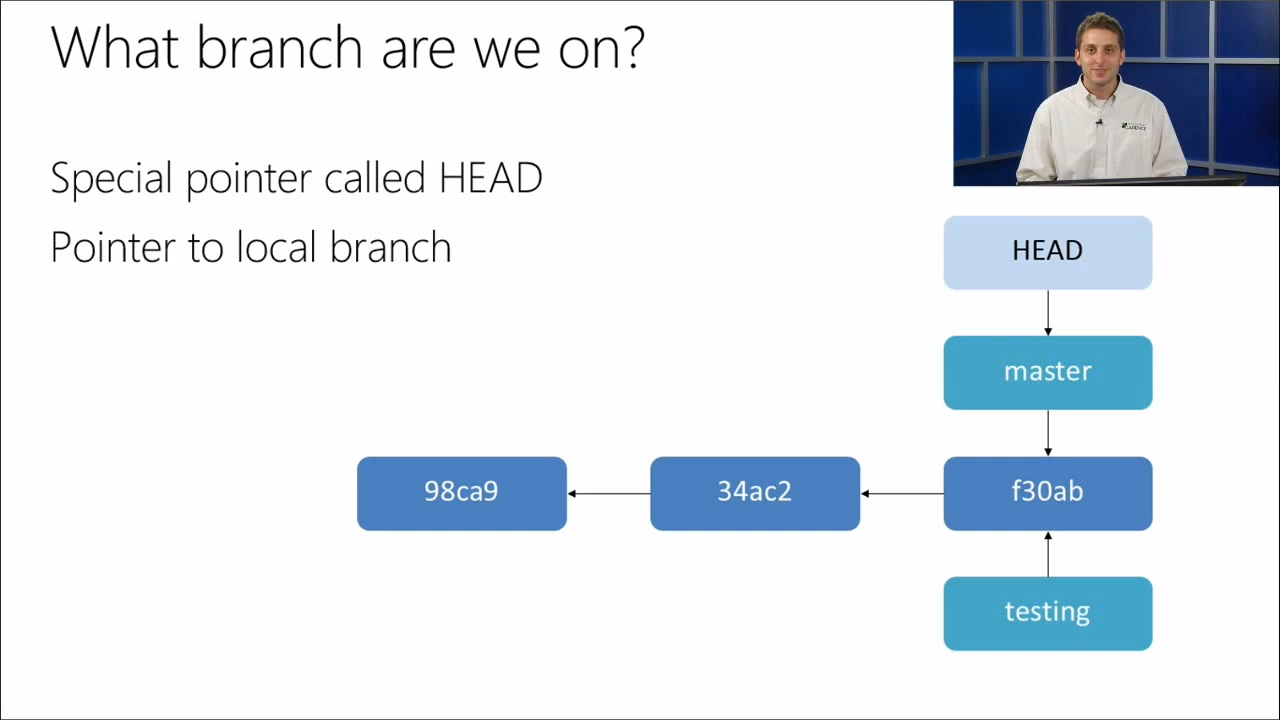 What branch are we on?
Special pointer called HEAD
Pointer to local branch
CADENCE
HEAD
master
98ca9
34ac2
f30ab
testing